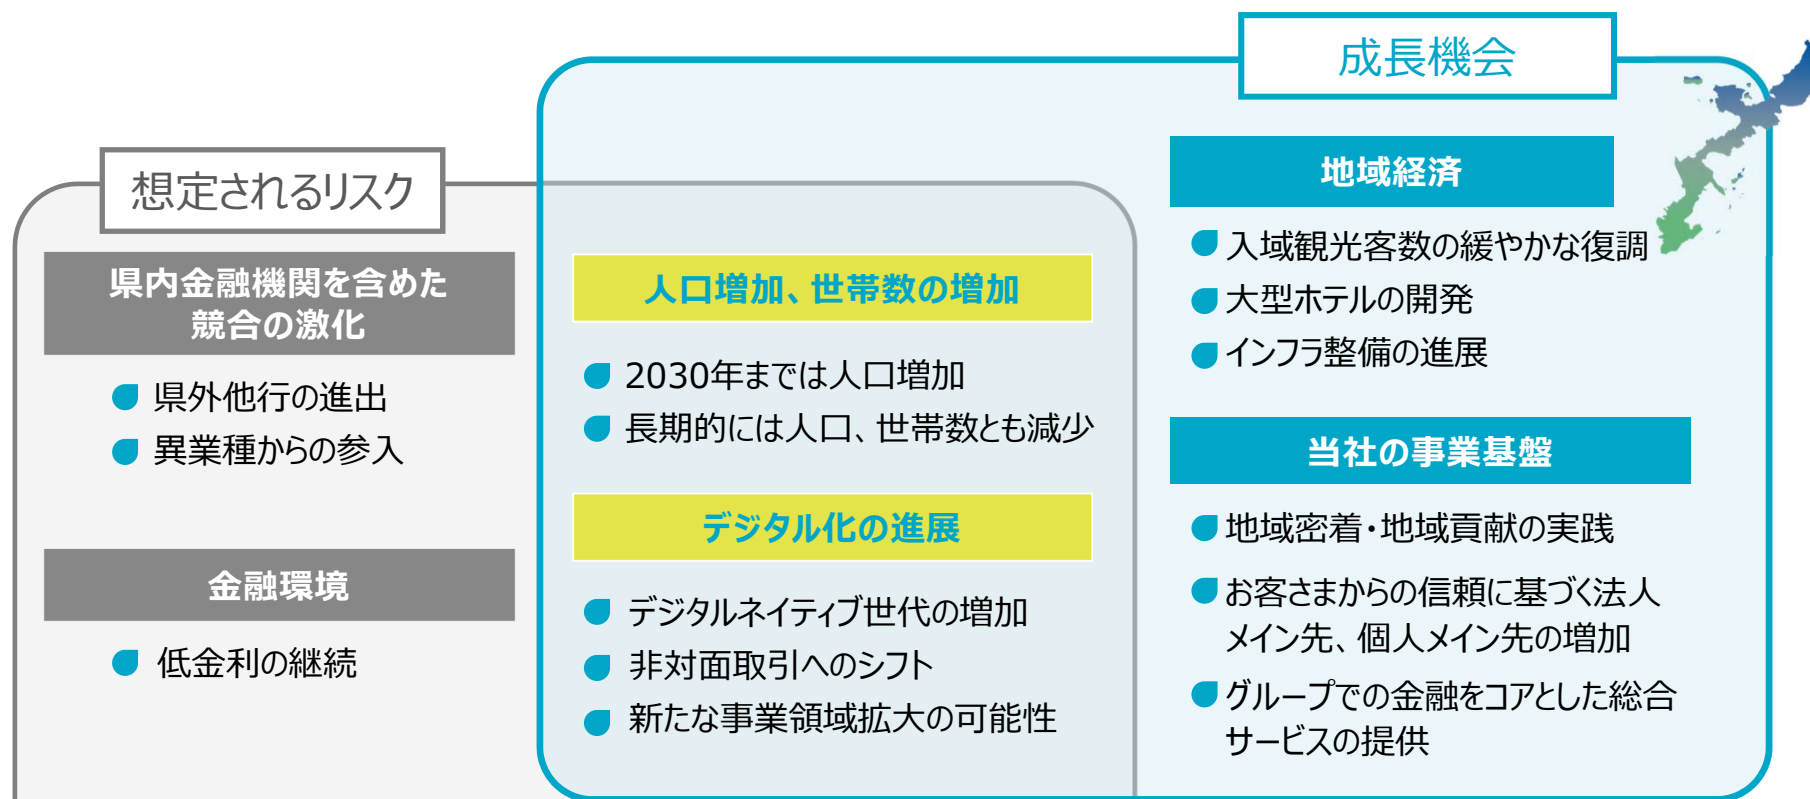 成長機会
想定されるリスク
県内金融機関を含めた
競合の激化
県外他行の進出
異業種からの参入
金融環境
低金利の継続
人口増加、世帯数の増加
2030年までは人口増加
長期的には人口、世帯数とも減少
デジタル化の進展
デジタルネイティブ世代の増加
非対面取引へのシフト
新たな事業領域拡大の可能性
地域経済
入域観光客数の緩やかな復調
大型ホテルの開発
インフラ整備の進展
当社の事業基盤
地域密着・地域貢献の実践
お客さまからの信頼に基づく法人
メイン先、個人メイン先の増加
グループでの金融をコアとした総合
サービスの提供